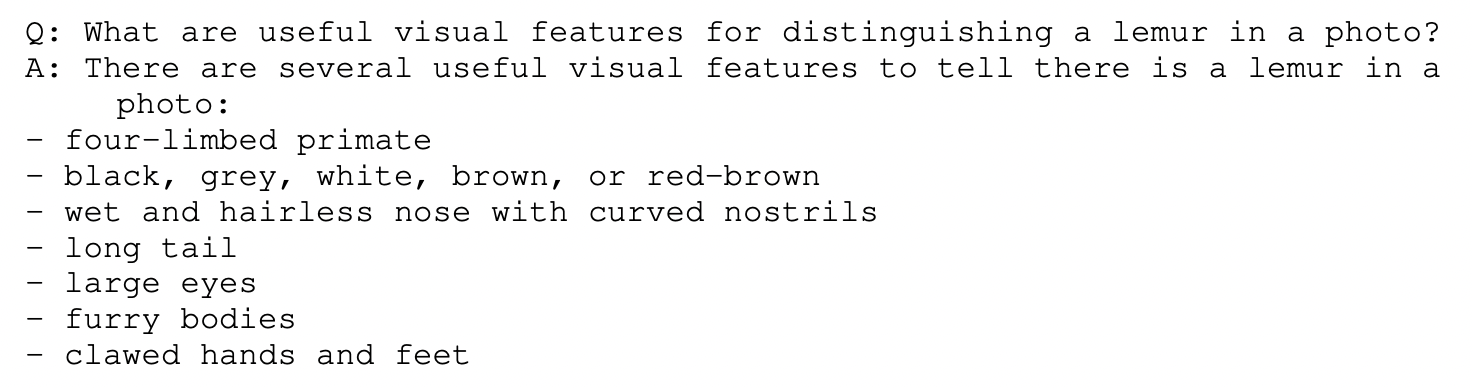 Q: What are useful visual features for distinguishing a lemur in a photo?
A: There are several useful visual features to tell there is a lemur in a
photo:
- four-limbed primate
- black, grey, white, brown, or red-brown
- wet and hairless nose with curved nostrils
- long tail
- large eyes
- furry bodies
- clawed hands and feet